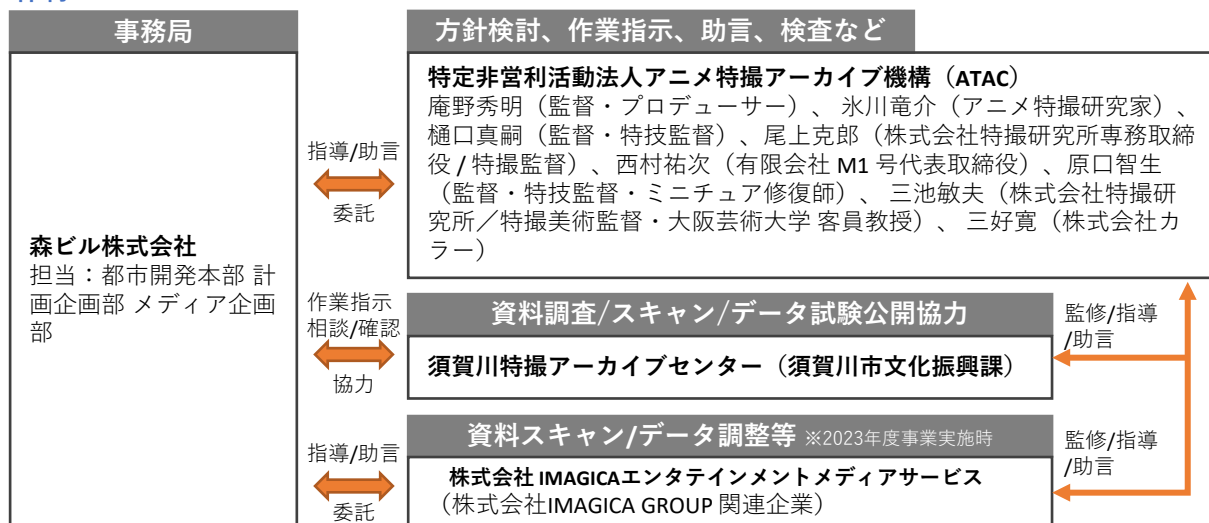 事務局
森ビル株式会社
担当：都市開発本部 計
画企画部 メディア企画
部
指導/助言
委託
作業指示
相談/確認
協力
指導/助言
委託
方針検討、作業指示、助言、検査など
特定非営利活動法人アニメ特撮アーカイブ機構（ATAC）
庵野秀明（監督・プロデューサー）、 氷川竜介（アニメ特撮研究家）、
樋口真嗣（監督・特技監督）、尾上克郎（株式会社特撮研究所専務取締
役 / 特撮監督）、西村祐次（有限会社 M1 号代表取締役）、原口智生
（監督・特技監督・ミニチュア修復師）、 三池敏夫（株式会社特撮研
究所／特撮美術監督・大阪芸術大学 客員教授）、 三好寛（株式会社カ
ラー）
資料調査/スキャン/データ試験公開協力
須賀川特撮アーカイブセンター（須賀川市文化振興課）
監修/指導
/助言
資料スキャン/データ調整等 ※2023年度事業実施時
株式会社 IMAGICAエンタテインメントメディアサービス
（株式会社IMAGICA GROUP 関連企業）
監修/指導
/助言